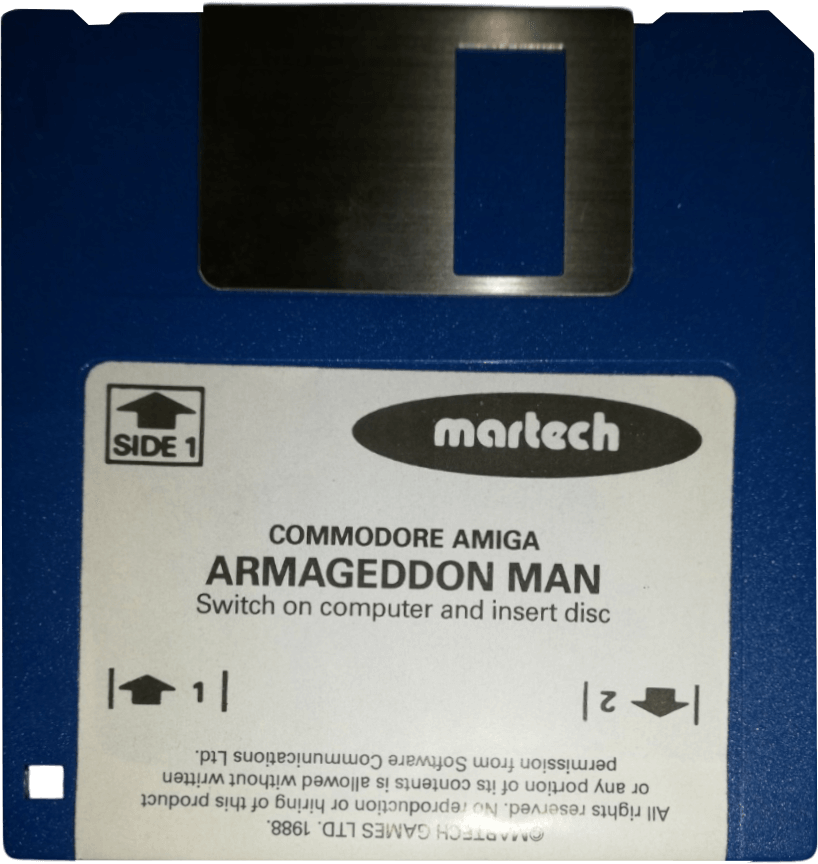 SIDE 1
martech
COMMODORE AMIGA
ARMAGEDDON MAN
Switch on computer and insert disc
1
2
©MARTECH GAMES LTD. 1988.
All rights reserved. No reproduction or hiring of this product
or any portion of its contents is allowed without written
permission from Software Communications Ltd.